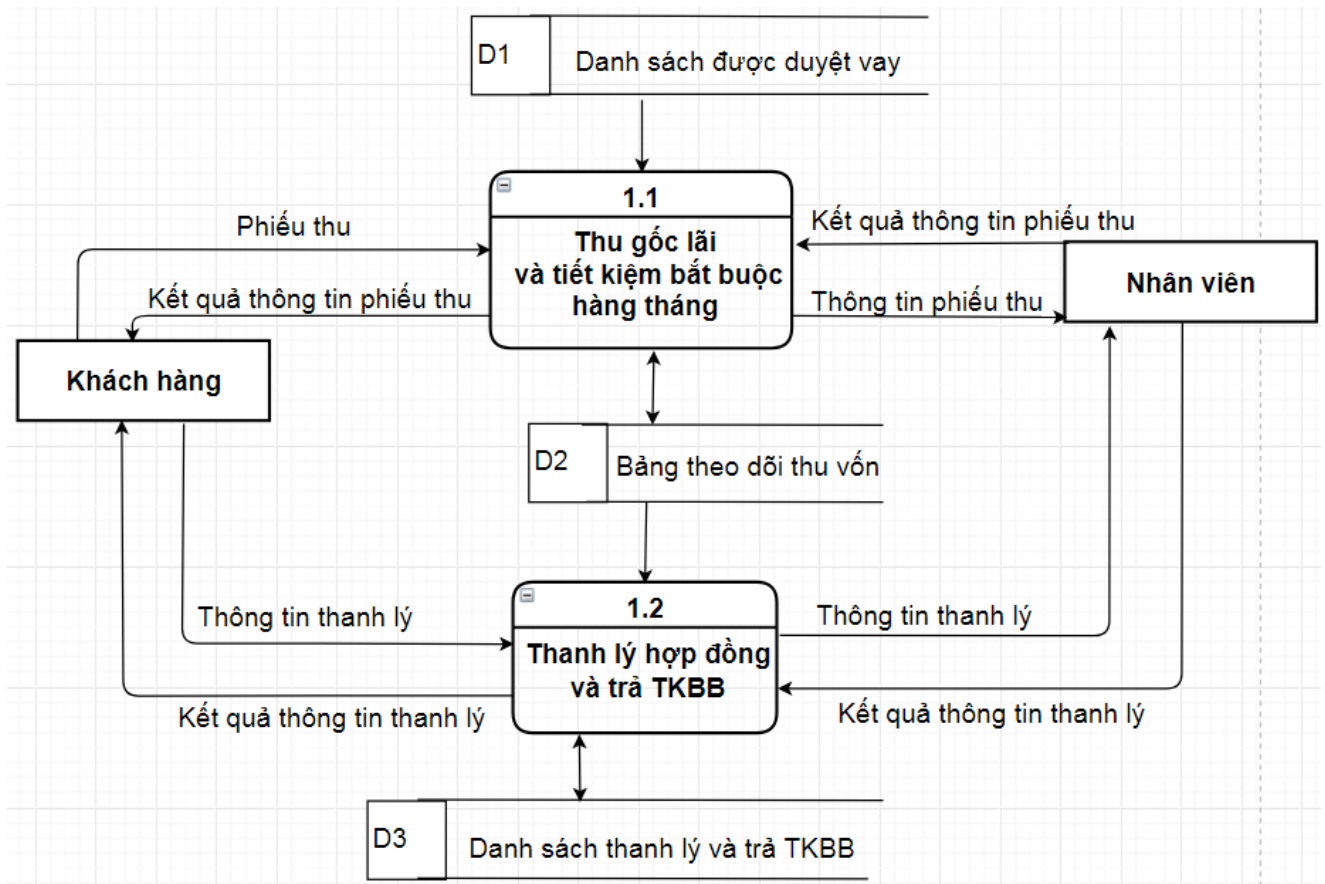 D1
Danh sách được duyệt vay
1.1
Thu gốc lãi
và tiết kiệm bắt buộc
hàng tháng
Phiếu thu
Kết quả thông tin phiếu thu
Kết quả thông tin phiếu thu
Thông tin phiếu thu
Nhân viên
Khách hàng
D2
Bảng theo dõi thu vốn
1.2
Thanh lý hợp đồng
và trả TKBB
Thông tin thanh lý
Thông tin thanh lý
Kết quả thông tin thanh lý
Kết quả thông tin thanh lý
D3
Danh sách thanh lý và trả TKBB